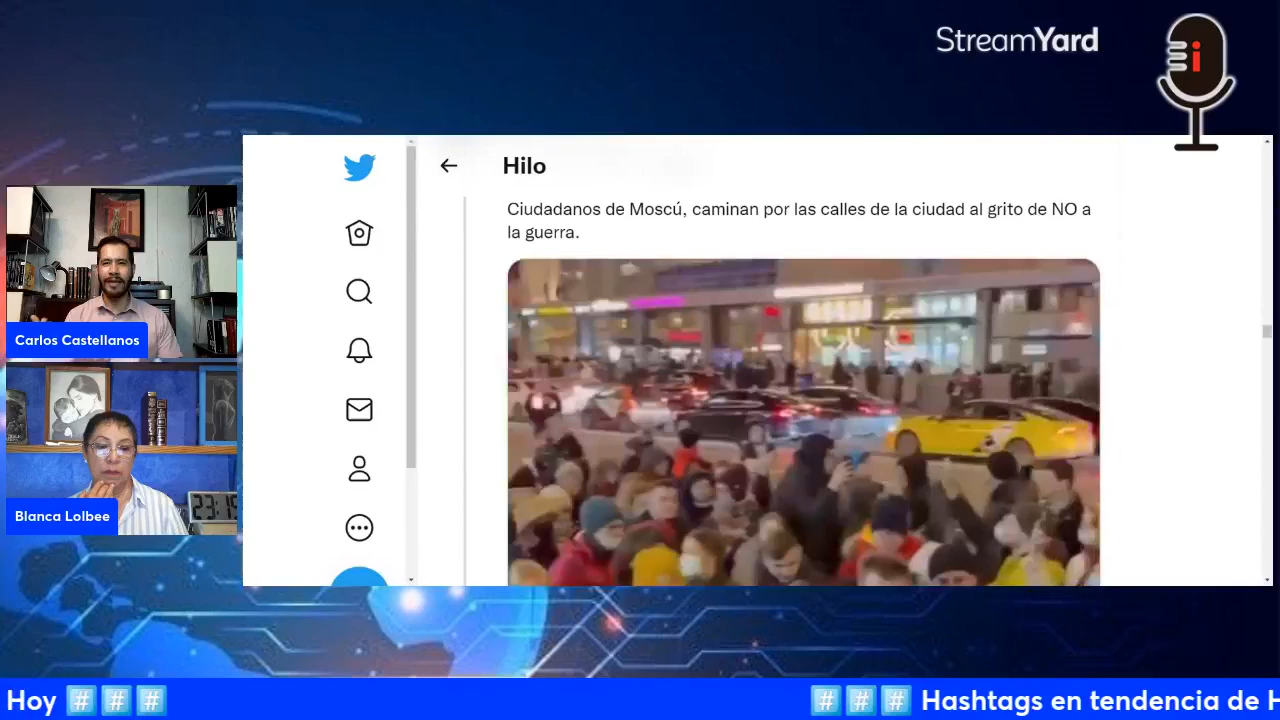 StreamYard
i
Hilo
Ciudadanos de Moscú, caminan por las calles de la ciudad al grito de NO a
la guerra.
Carlos Castellanos
Blanca Lolbee
Hoy #️⃣ #️⃣ #️⃣
#️⃣ #️⃣ #️⃣ Hashtags en tendencia de H